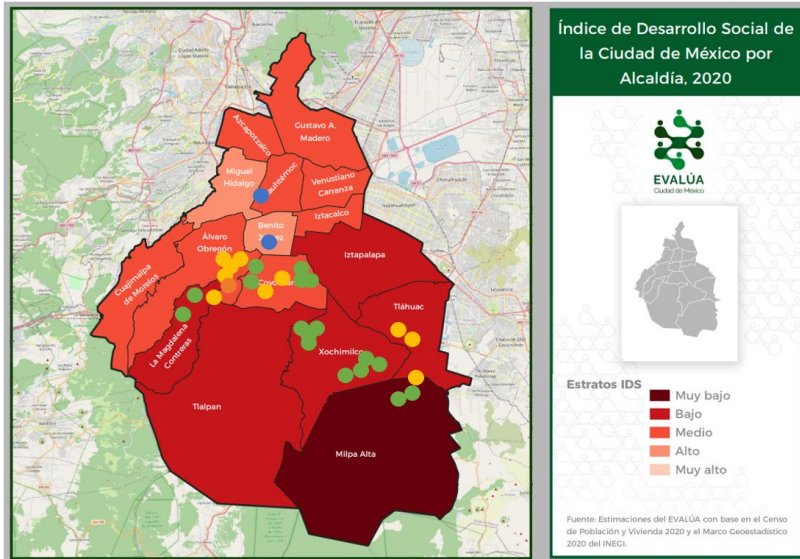 Índice de Desarrollo Social de
la Ciudad de México por
Alcaldía, 2020
EVALÚA
Ciudad de México
Estratos IDS
Muy bajo
Bajo
Medio
Alto
Muy alto
Fuente: Estimaciones del EVALÚA con base en el Censo
de Población y Vivienda 2020 y el Marco Geoestadístico
2020 del INEGI.
Gustavo A.
Madero
Azcapotzalco
Miguel
Hidalgo
Venustiano
Carranza
Iztacalco
Benito
Álvaro
Obregón
Iztapalapa
Cuajimalpa
de Morelos
Tláhuac
La Magdalena
Contreras
Xochimilco
Tlalpan
Milpa Alta